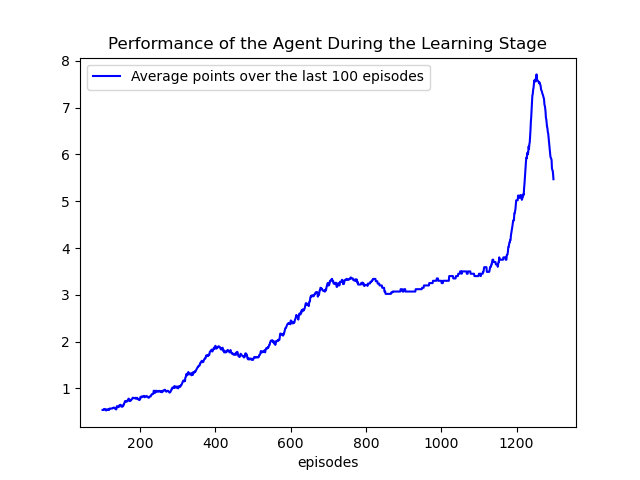 Performance of the Agent During the Learning Stage
Average points over the last 100 episodes
8
7
6
5
4
3
2
1
200 400 600 800 1000 1200
episodes